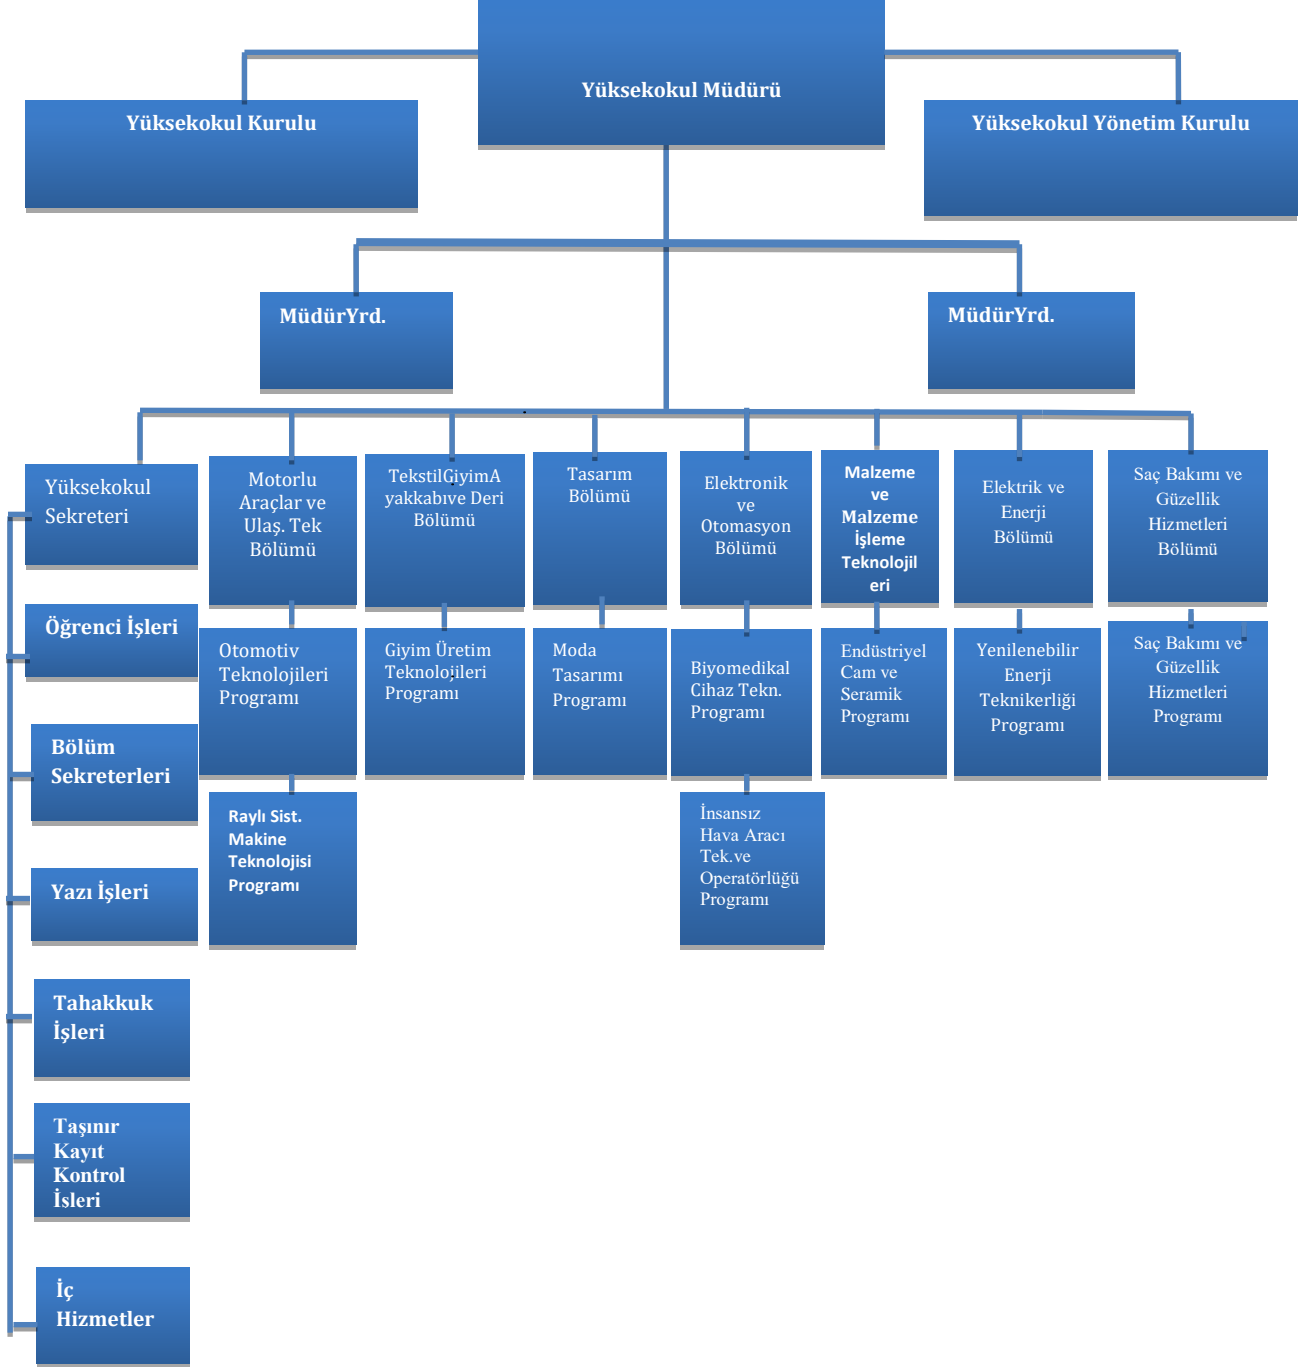 Yüksekokul Müdürü
Yüksekokul Kurulu
Yüksekokul Yönetim Kurulu
MüdürYrd.
MüdürYrd.
Yüksekokul
Sekreteri
Motorlu
Araçlar ve
Ulaş. Tek
Bölümü
TekstilGiyimA
yakkabıve Deri
Bölümü
Tasarım
Bölümü
Elektronik
ve
Otomasyon
Bölümü
Malzeme
ve
Malzeme
İşleme
Teknolojil
eri
Elektrik ve
Enerji
Bölümü
Saç Bakımı ve
Güzellik
Hizmetleri
Bölümü
Öğrenci İşleri
Otomotiv
Teknolojileri
Programı
Giyim Üretim
Teknolojileri
Programı
Moda
Tasarımı
Programı
Biyomedikal
Cihaz Tekn.
Programı
Endüstriyel
Cam ve
Seramik
Programı
Yenilenebilir
Enerji
Teknikerliği
Programı
Saç Bakımı ve
Güzellik
Hizmetleri
Programı
Bölüm
Sekreterleri
Raylı Sist.
Makine
Teknolojisi
Programı
İnsansız
Hava Aracı
Tek.ve
Operatörlüğü
Programı
Yazı İşleri
Tahakkuk
İşleri
Taşınır
Kayıt
Kontrol
İsleri
İç
Hizmetler